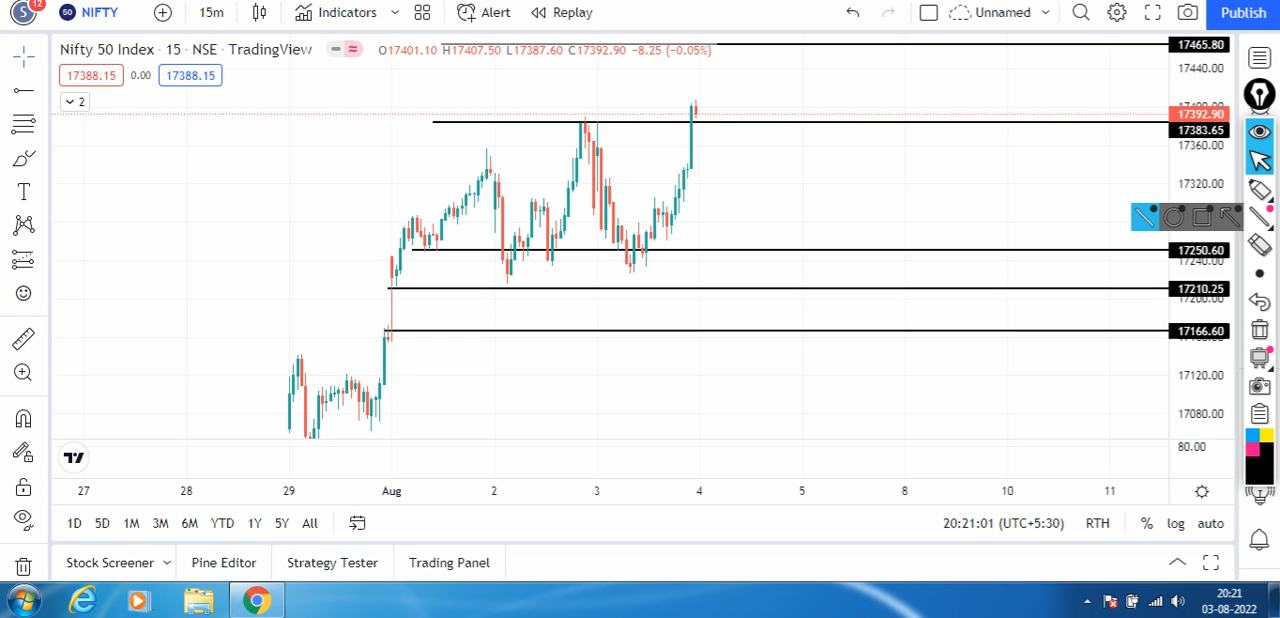 S 12 50 NIFTY 15m Indicators Alert Replay Unnamed Publish
Nifty 50 Index · 15 · NSE · TradingView O17401.10 H17407.50 L17387.60 C17392.90 −8.25 (−0.05%)
17388.15 0.00 17388.15
2
17465.80
17440.00
17392.90
17383.65
17360.00
17320.00
17250.60
17240.00
17210.25
17200.00
17166.60
17120.00
17080.00
80.00
T
27 28 29 Aug 2 3 4 5 8 10 11
1D 5D 1M 3M 6M YTD 1Y 5Y All 20:21:01 (UTC+5:30) RTH % log auto
Stock Screener Pine Editor Strategy Tester Trading Panel
20:21
03-08-2022